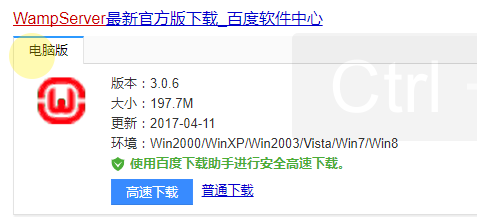 WampServer最新官方版下载_百度软件中心
电脑版
Ctrl
版本：3.0.6
大小：197.7M
更新：2017-04-11
环境：Win2000/WinXP/Win2003/Vista/Win7/Win8
使用百度下载助手进行安全高速下载。
高速下载 普通下载